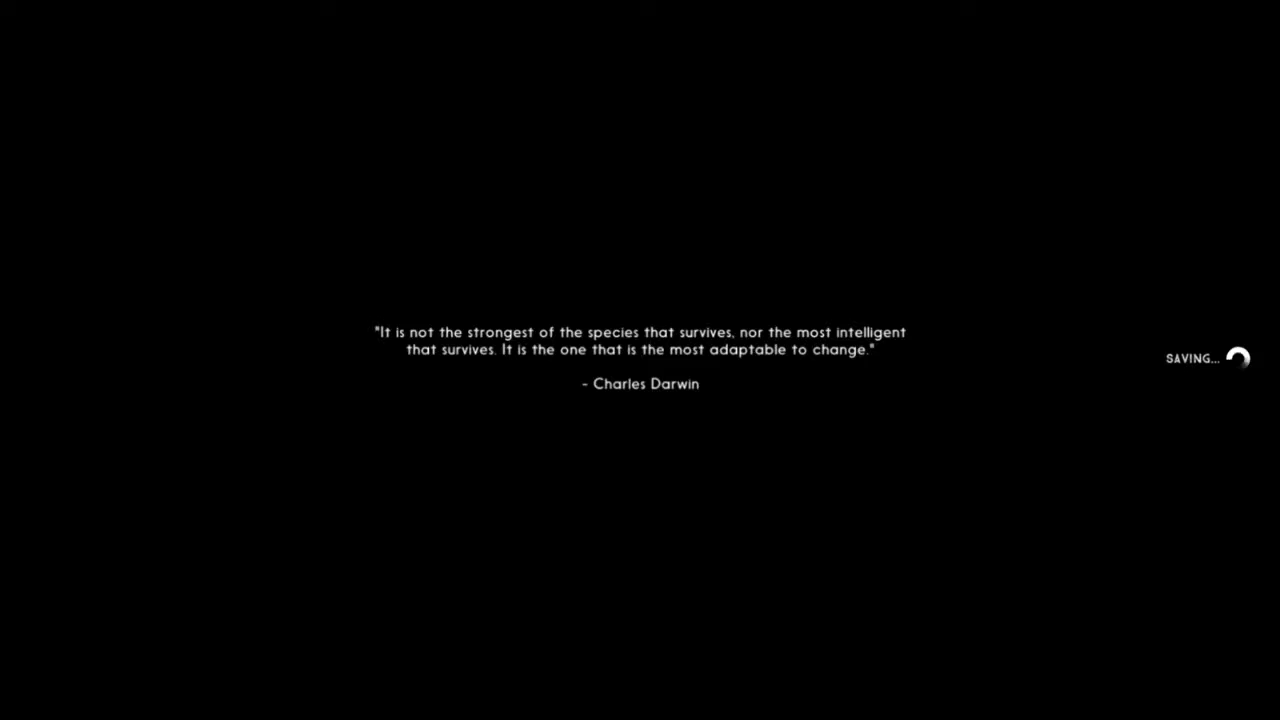 "It is not the strongest of the species that survives, nor the most intelligent
that survives. It is the one that is the most adaptable to change."
- Charles Darwin
SAVING...